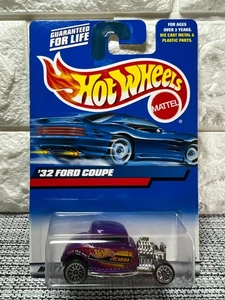 GUARANTEED
FOR LIFE
FOR AGES
OVER 3 YEARS.
DIE CAST METAL &
PLASTIC PARTS.
Hot Wheels
MATTEL
'32 FORD COUPE
.COM